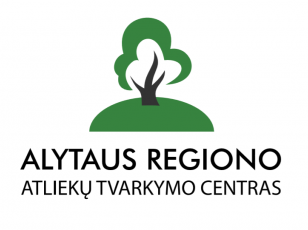 ALYTAUS REGIONO
ATLIEKŲ TVARKYMO CENTRAS